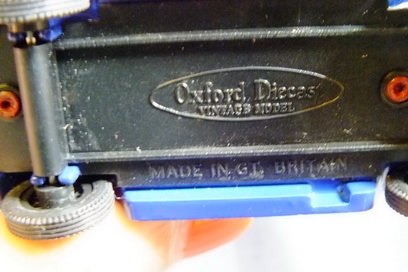 Oxford Diecast
VINTAGE MODEL
MADE IN GT. BRITAIN